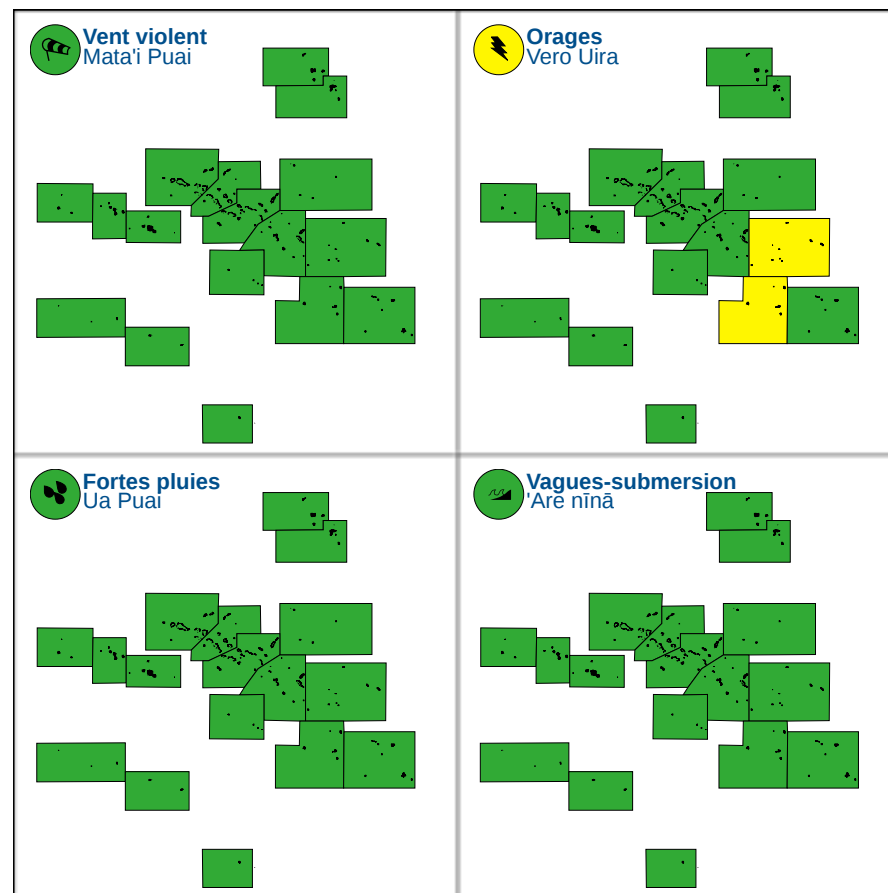 Vent violent
Mata'i Puai
Orages
Vero Uira
Fortes pluies
Ua Puai
Vagues-submersion
'Are nīnā